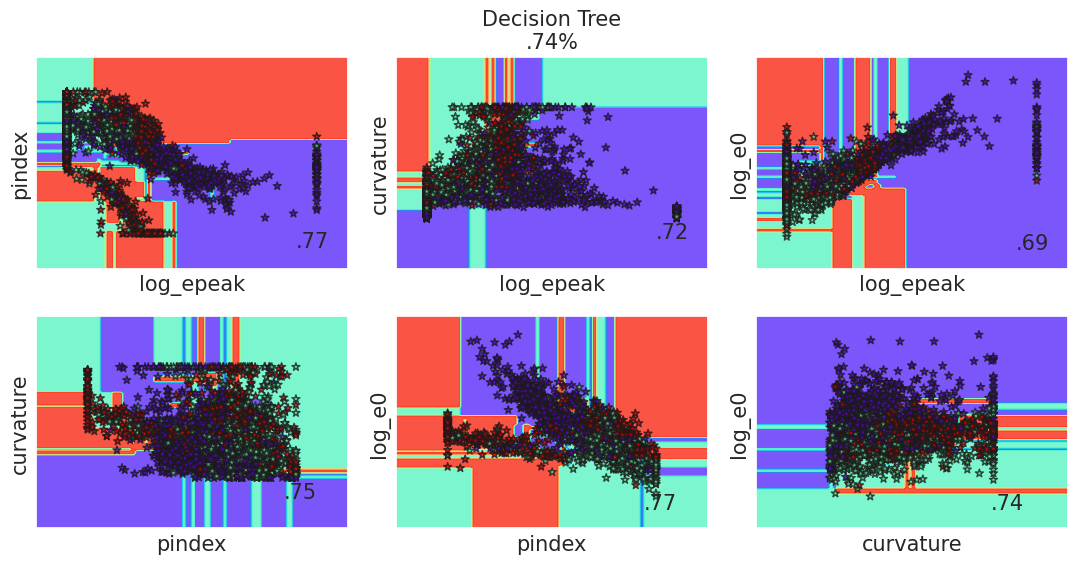 Decision Tree
.74%
pindex
.77
log_epeak
curvature
.72
log_epeak
log_e0
.69
log_epeak
curvature
.75
pindex
log_e0
.77
pindex
log_e0
.74
curvature